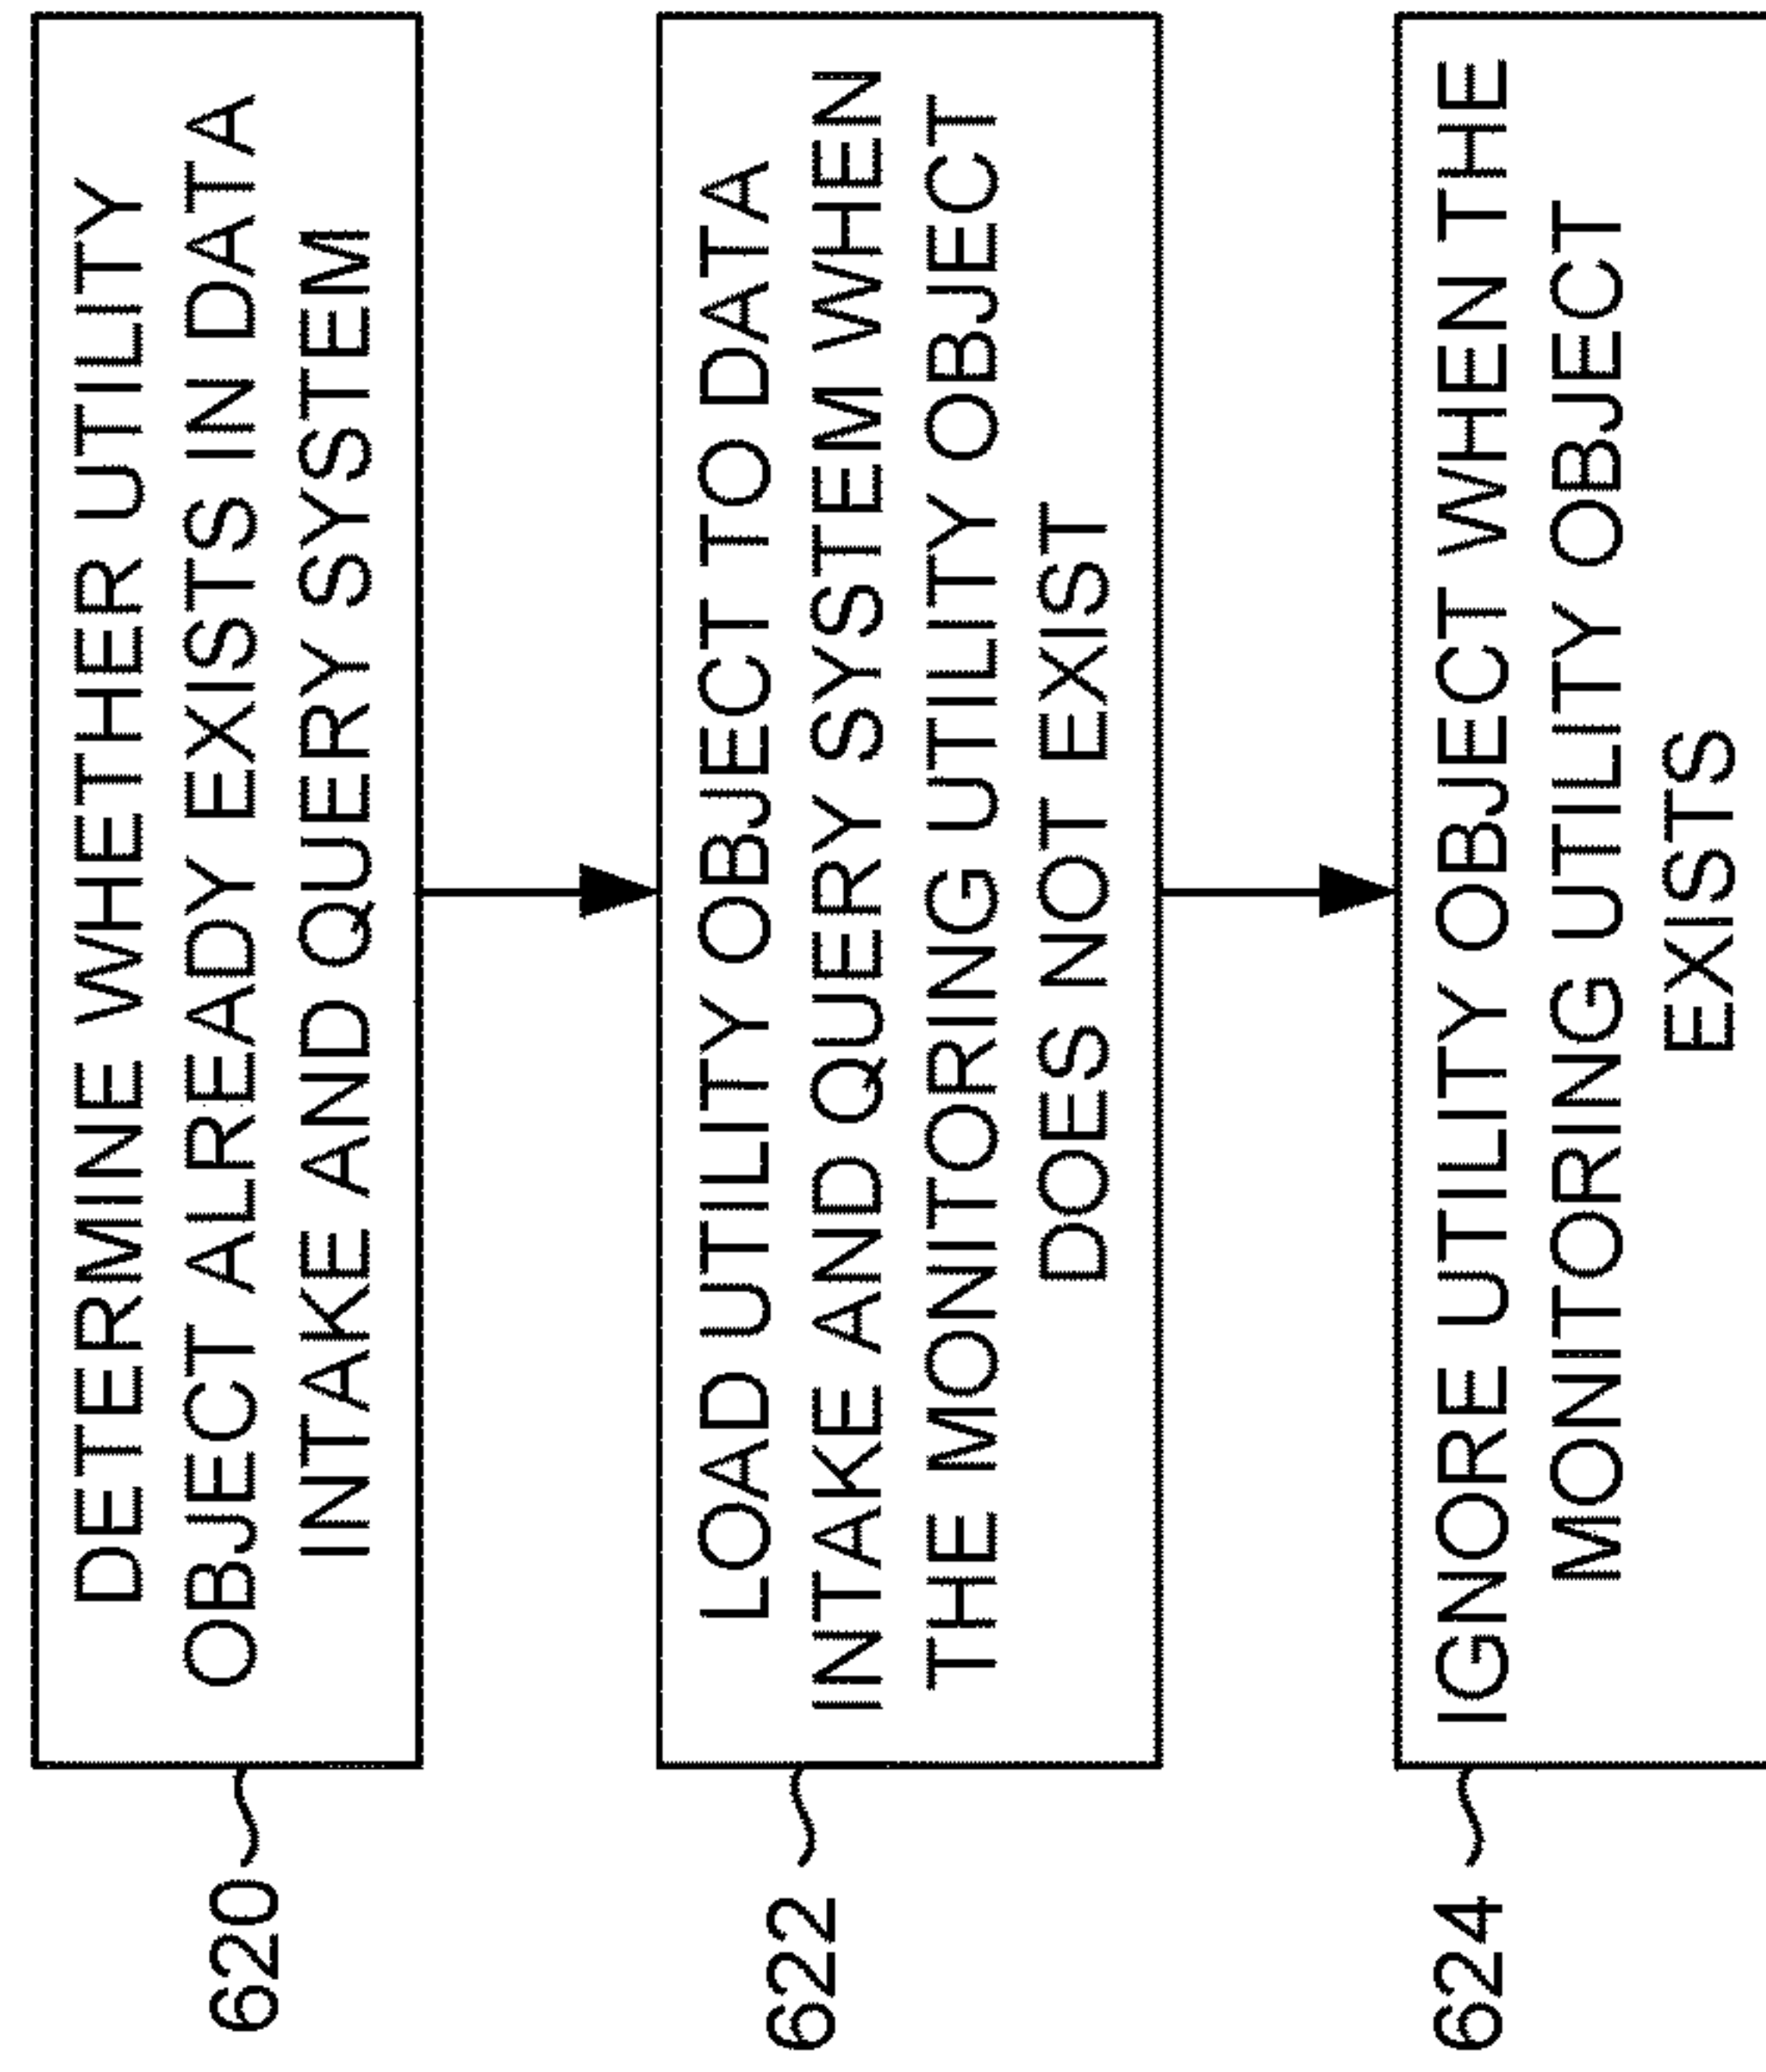 620
DETERMINE WHETHER UTILITY
OBJECT ALREADY EXISTS IN DATA
INTAKE AND QUERY SYSTEM
622
LOAD UTILITY OBJECT TO DATA
INTAKE AND QUERY SYSTEM WHEN
THE MONITORING UTILITY OBJECT
DOES NOT EXIST
624
IGNORE UTILITY OBJECT WHEN THE
MONITORING UTILITY OBJECT
EXISTS